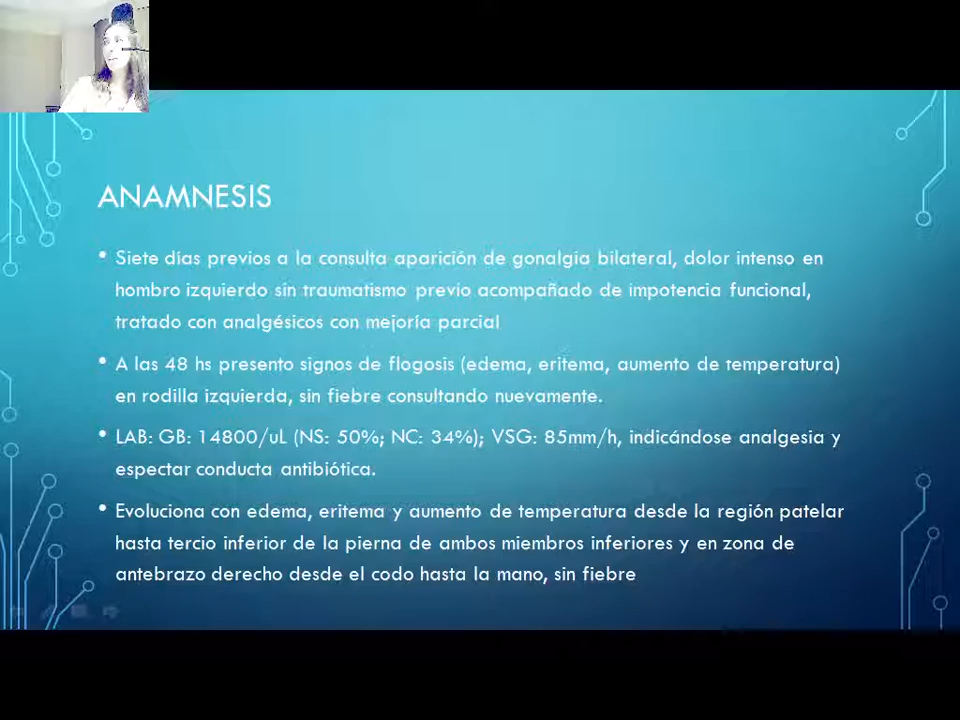 ANAMNESIS
• Siete días previos a la consulta aparición de gonalgia bilateral, dolor intenso en
hombro izquierdo sin traumatismo previo acompañado de impotencia funcional,
tratado con analgésicos con mejoría parcial
• A las 48 hs presento signos de flogosis (edema, eritema, aumento de temperatura)
en rodilla izquierda, sin fiebre consultando nuevamente.
• LAB: GB: 14800/uL (NS: 50%; NC: 34%); VSG: 85mm/h, indicándose analgesia y
espectar conducta antibiótica.
• Evoluciona con edema, eritema y aumento de temperatura desde la región patelar
hasta tercio inferior de la pierna de ambos miembros inferiores y en zona de
antebrazo derecho desde el codo hasta la mano, sin fiebre